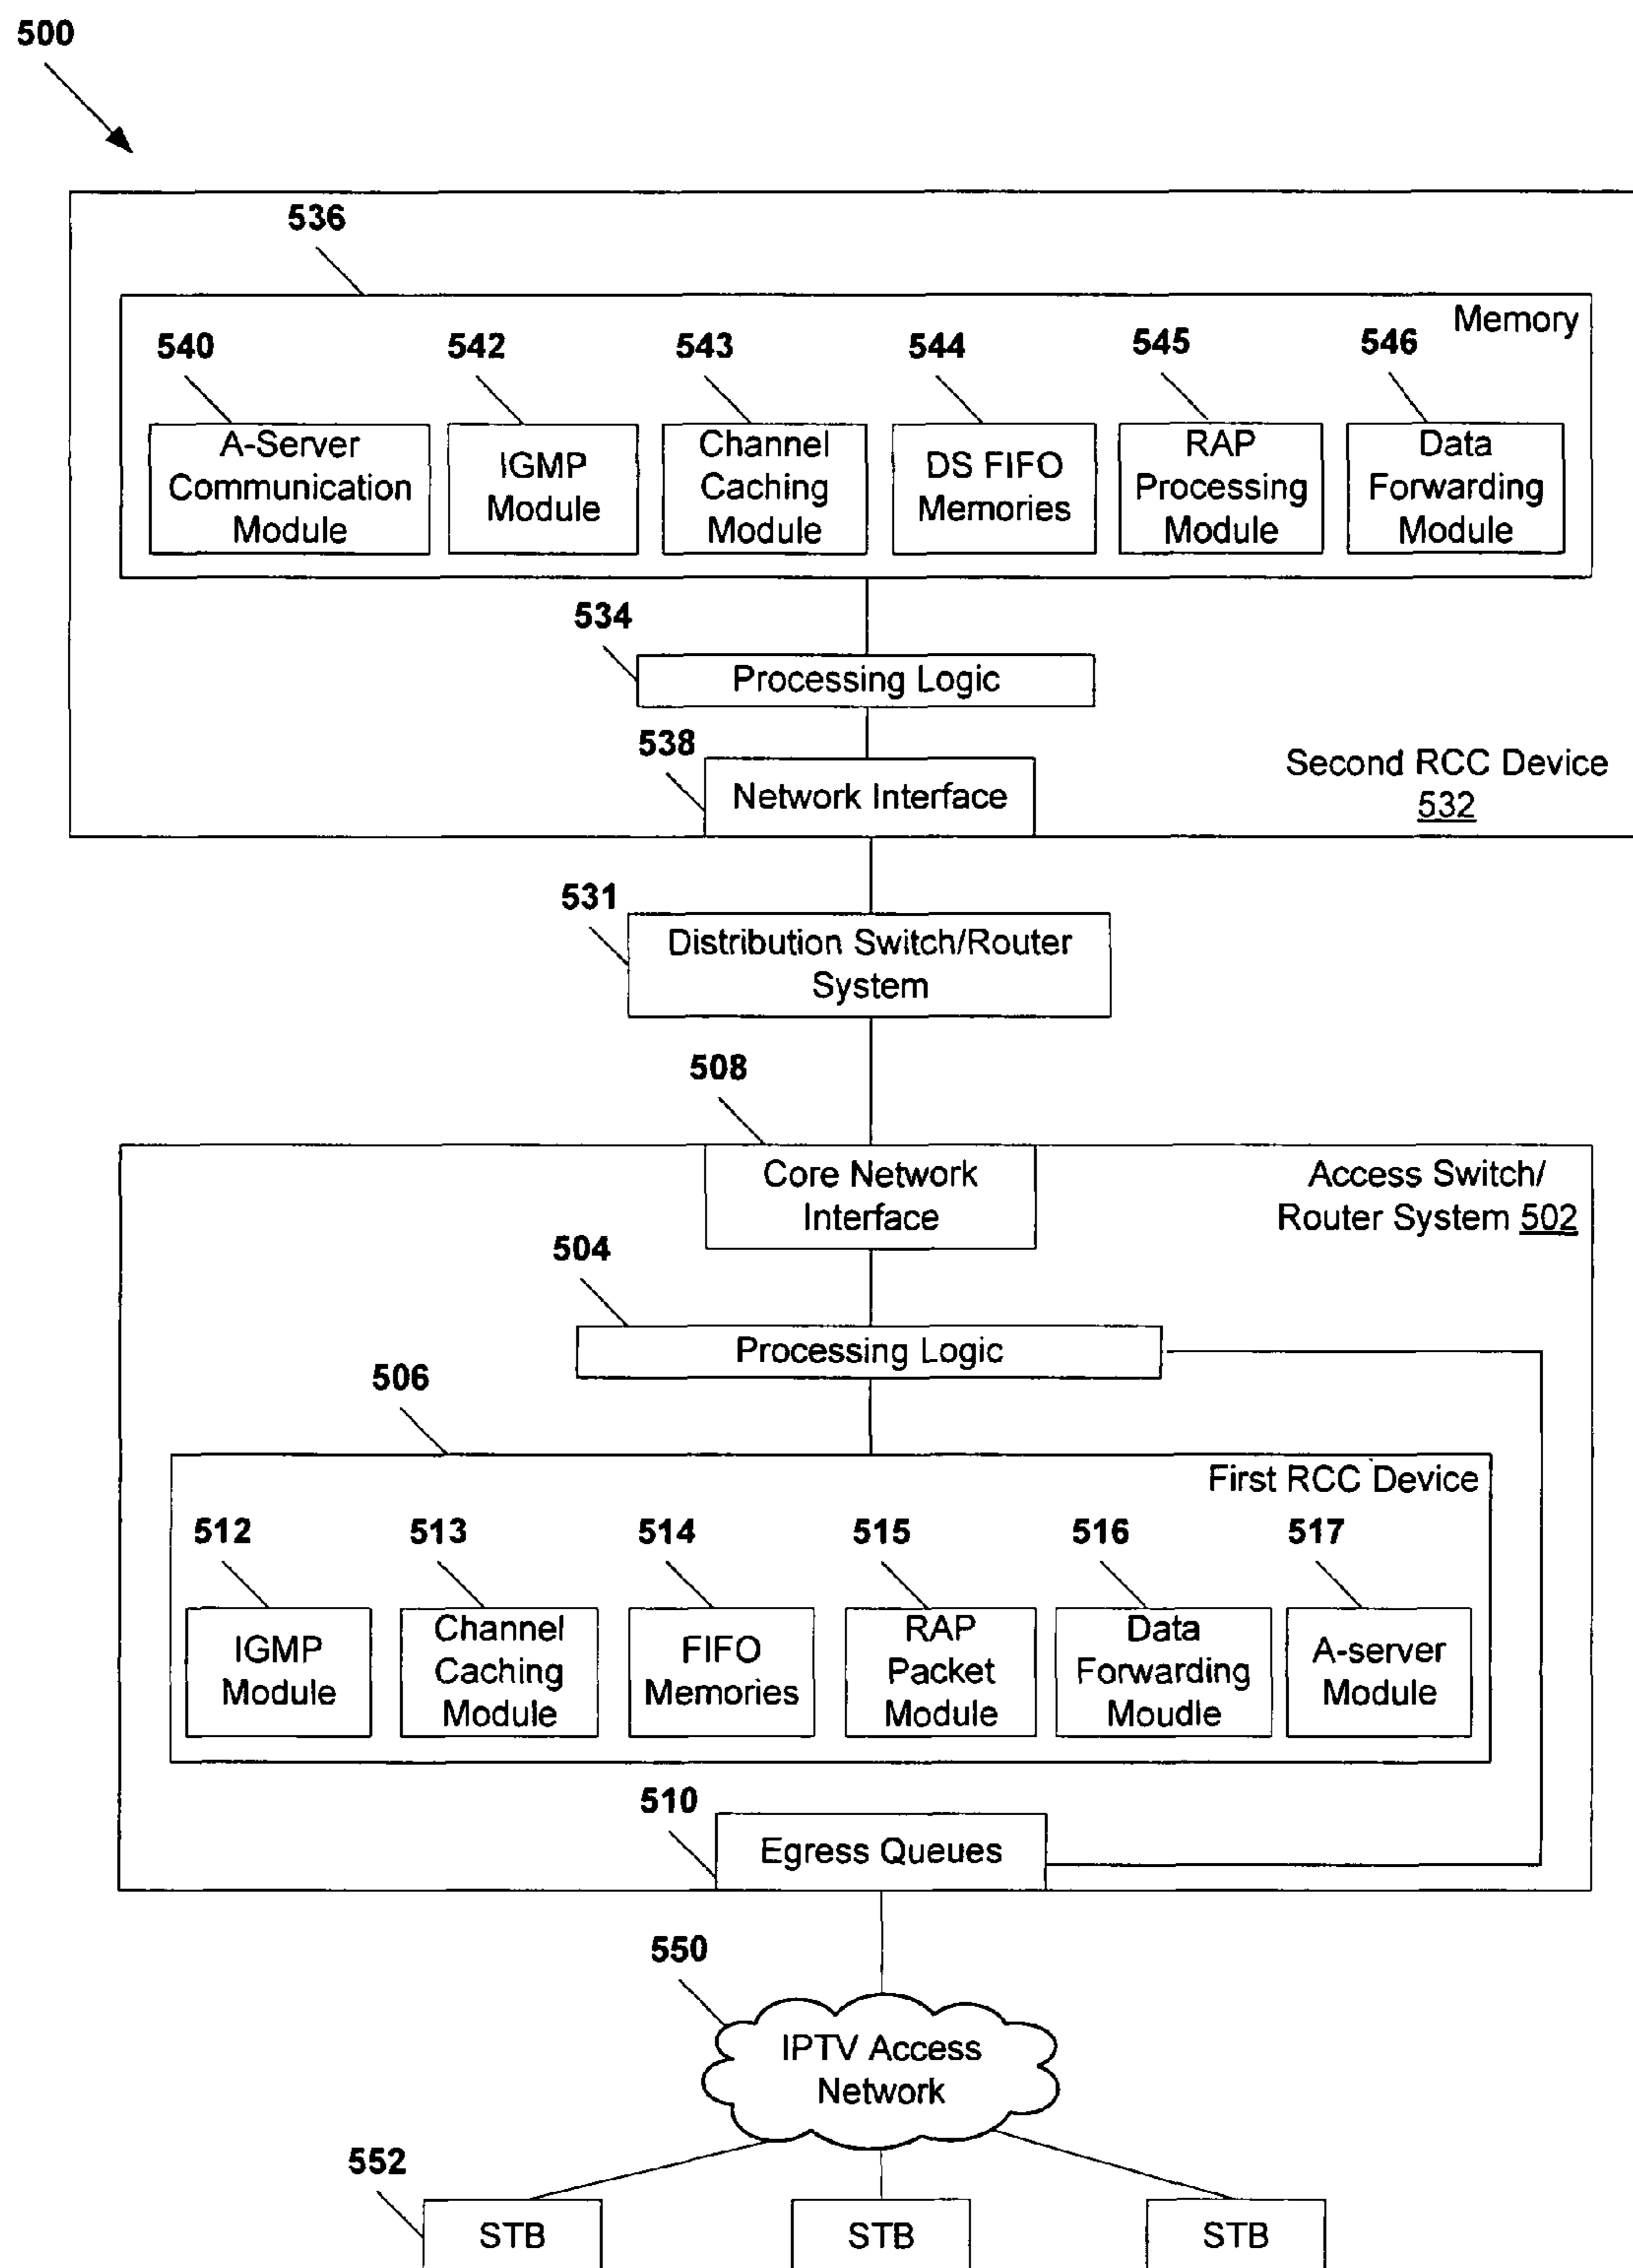 500
536
Memory
540
542
543
544
545
546
A-Server
Communication
Module
IGMP
Module
Channel
Caching
Module
DS FIFO
Memories
RAP
Processing
Module
Data
Forwarding
Module
534
Processing Logic
538
Network Interface
Second RCC Device
532
531
Distribution Switch/Router
System
508
Core Network
Interface
Access Switch/
Router System 502
504
Processing Logic
506
First RCC Device
512
513
514
515
516
517
IGMP
Module
Channel
Caching
Module
FIFO
Memories
RAP
Packet
Module
Data
Forwarding
Moudle
A-server
Module
510
Egress Queues
550
IPTV Access
Network
552
STB
STB
STB